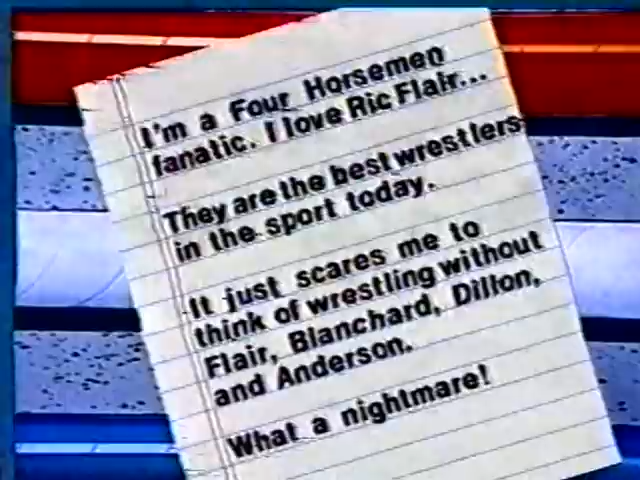 I'm a Four Horsemen
fanatic. I love Ric Flair...
They are the best wrestlers
in the sport today.
It just scares me to
think of wrestling without
Flair, Blanchard, Dillon,
and Anderson.
What a nightmare!